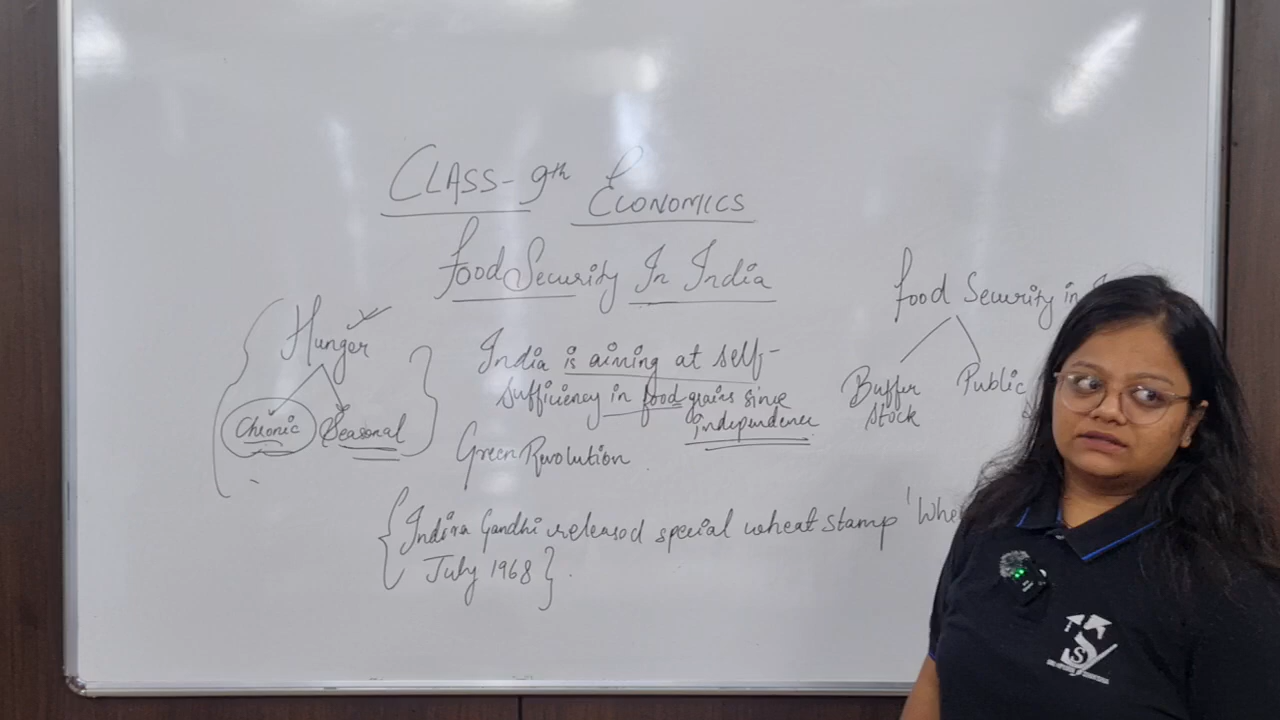 CLASS-9th ECONOMICS
Food Security In India
Hunger
Chronic Seasonal
India is aiming at self-
sufficiency in food grains since
independence
Green Revolution.
{Indira Gandhi released special wheat stamp
July 1968}.
Food Security in
Buffer
Stock
Public